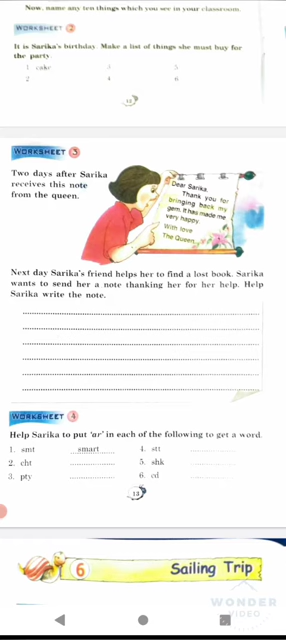 Now, name any ten things which you see in your classroom.
WORKSHEET 2
It is Sarika's birthday. Make a list of things she must buy for
the party.
1 cake 3 5
2 4 6
12
WORKSHEET 3
Two days after Sarika
receives this note
from the queen.
Dear Sarika,
Thank you for
bringing back my
gem. It has made me
very happy.
With love
The Queen
Next day Sarika's friend helps her to find a lost book. Sarika
wants to send her a note thanking her for her help. Help
Sarika write the note.
WORKSHEET 4
Help Sarika to put 'ar' in each of the following to get a word.
1. smt smart 4. stt
2. cht 5. shk
3. pty 6. cd
13
6 Sailing Trip
WONDER
VIDEO